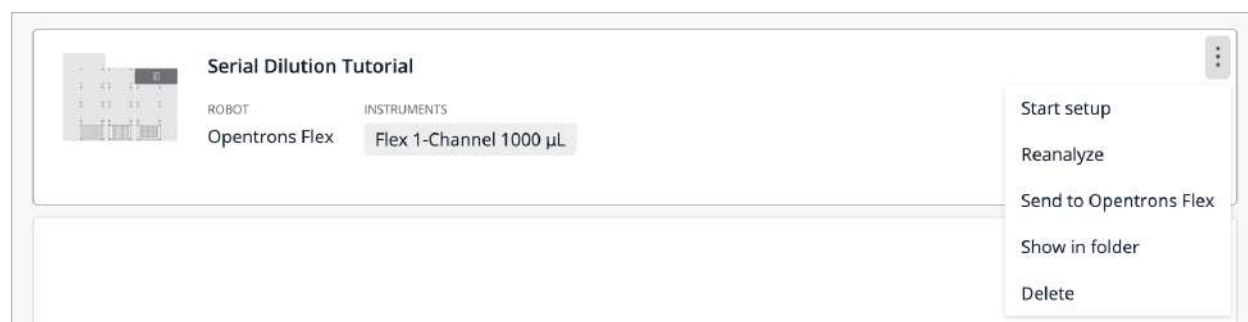 Serial Dilution Tutorial
ROBOT INSTRUMENTS
Opentrons Flex Flex 1-Channel 1000 µL
Start setup
Reanalyze
Send to Opentrons Flex
Show in folder
Delete